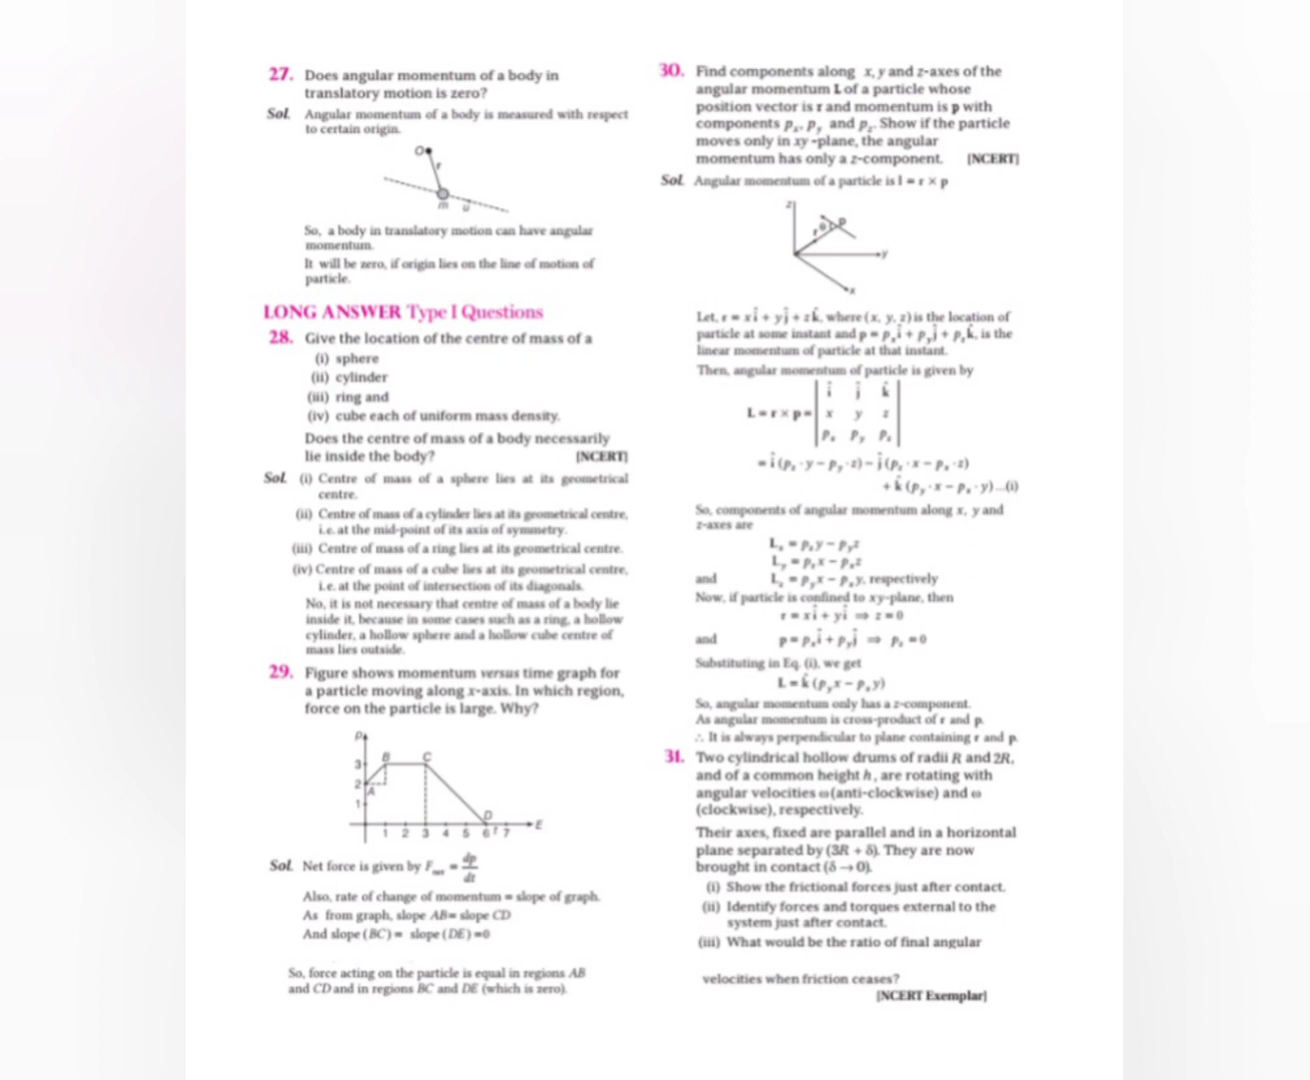 27. Does angular momentum of a body in
translatory motion is zero?
Sol. Angular momentum of a body is measured with respect
to certain origin.
O
r
m
So, a body in translatory motion can have angular
momentum.
It will be zero, if origin lies on the line of motion of
particle.
LONG ANSWER Type I Questions
28. Give the location of the centre of mass of a
(i) sphere
(ii) cylinder
(iii) ring and
(iv) cube each of uniform mass density.
Does the centre of mass of a body necessarily
lie inside the body? [NCERT]
Sol. (i) Centre of mass of a sphere lies at its geometrical
centre.
(ii) Centre of mass of a cylinder lies at its geometrical centre,
i.e. at the mid-point of its axis of symmetry.
(iii) Centre of mass of a ring lies at its geometrical centre.
(iv) Centre of mass of a cube lies at its geometrical centre,
i.e. at the point of intersection of its diagonals.
No, it is not necessary that centre of mass of a body lie
inside it, because in some cases such as a ring, a hollow
cylinder, a hollow sphere and a hollow cube centre of
mass lies outside.
29. Figure shows momentum versus time graph for
a particle moving along x-axis. In which region,
force on the particle is large. Why?
p
B C
3
2
A
1
D
1 2 3 4 5 6 t 7 E
Sol. Net force is given by F_net = dp/dt
Also, rate of change of momentum = slope of graph.
As from graph, slope AB = slope CD
And slope (BC) = slope (DE) = 0
So, force acting on the particle is equal in regions AB
and CD and in regions BC and DE (which is zero).
30. Find components along x, y and z-axes of the
angular momentum L of a particle whose
position vector is r and momentum is p with
components p_x, p_y and p_z. Show if the particle
moves only in xy-plane, the angular
momentum has only a z-component. [NCERT]
Sol. Angular momentum of a particle is l = r × p
z
r θ p
y
x
Let, r = xî + yĵ + zk̂, where (x, y, z) is the location of
particle at some instant and p = p_x î + p_y ĵ + p_z k̂, is the
linear momentum of particle at that instant.
Then, angular momentum of particle is given by
î ĵ k̂
L = r × p = x y z
p_x p_y p_z
= î (p_z · y − p_y · z) − ĵ (p_z · x − p_x · z)
+ k̂ (p_y · x − p_x · y) ...(i)
So, components of angular momentum along x, y and
z-axes are
L_x = p_z y − p_y z
L_y = p_z x − p_x z
and L_z = p_y x − p_x y, respectively
Now, if particle is confined to xy-plane, then
r = xî + yĵ ⇒ z = 0
and p = p_x î + p_y ĵ ⇒ p_z = 0
Substituting in Eq. (i), we get
L = k̂ (p_y x − p_x y)
So, angular momentum only has a z-component.
As angular momentum is cross-product of r and p.
∴ It is always perpendicular to plane containing r and p.
31. Two cylindrical hollow drums of radii R and 2R,
and of a common height h, are rotating with
angular velocities ω (anti-clockwise) and ω
(clockwise), respectively.
Their axes, fixed are parallel and in a horizontal
plane separated by (3R + δ). They are now
brought in contact (δ → 0).
(i) Show the frictional forces just after contact.
(ii) Identify forces and torques external to the
system just after contact.
(iii) What would be the ratio of final angular
velocities when friction ceases?
[NCERT Exemplar]